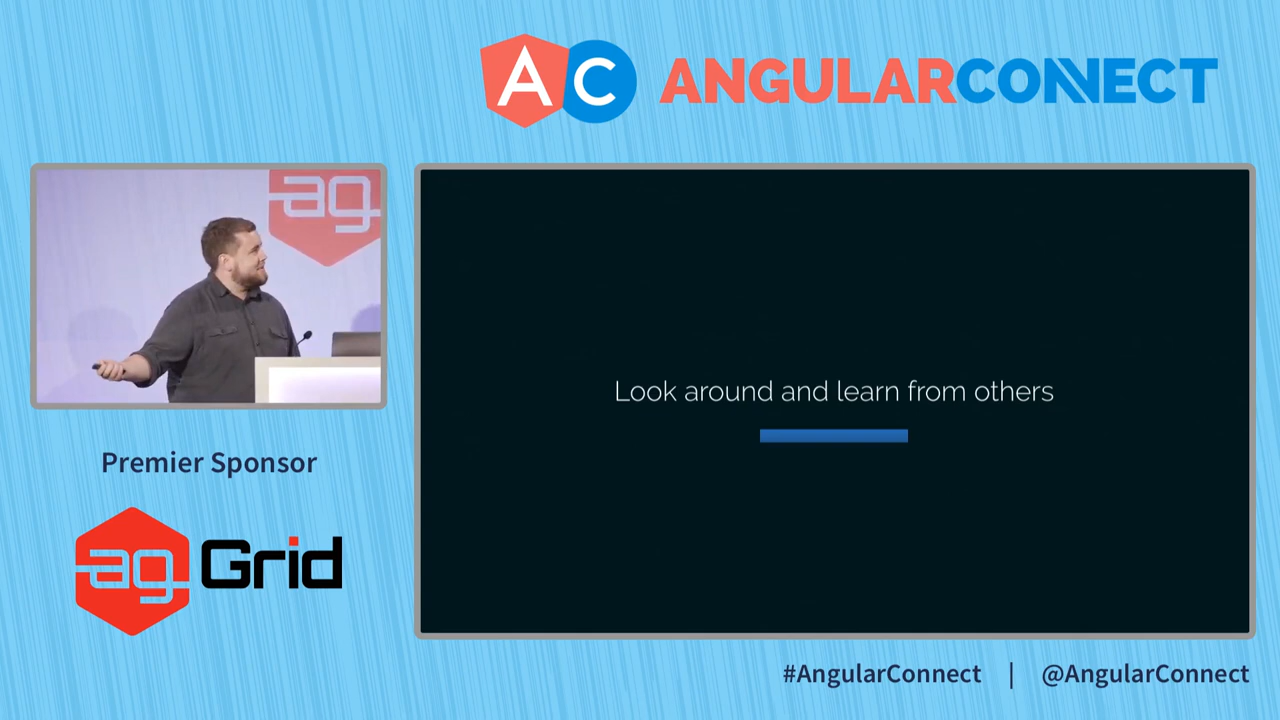 AC ANGULARCONNECT
ag
Look around and learn from others
Premier Sponsor
ag Grid
#AngularConnect | @AngularConnect